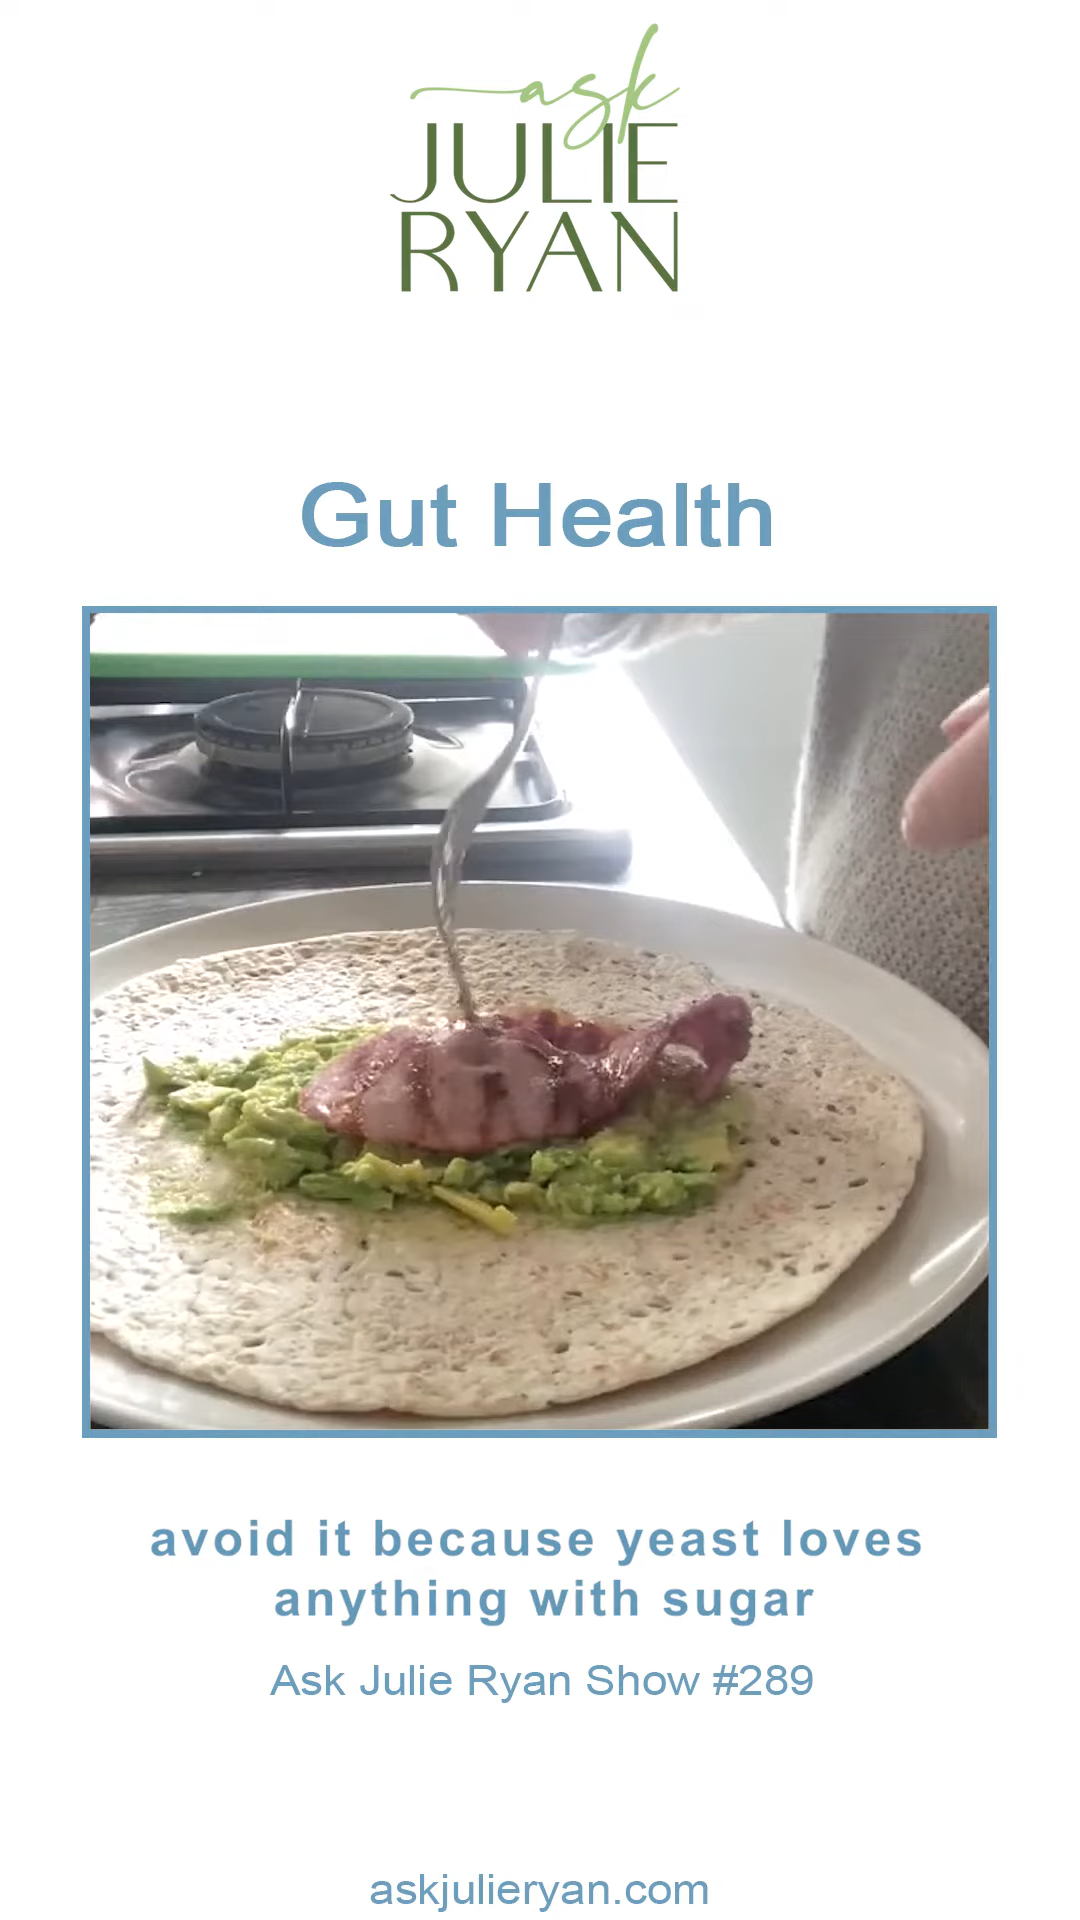 ask
JULIE
RYAN
Gut Health
avoid it because yeast loves
anything with sugar
Ask Julie Ryan Show #289
askjulieryan.com